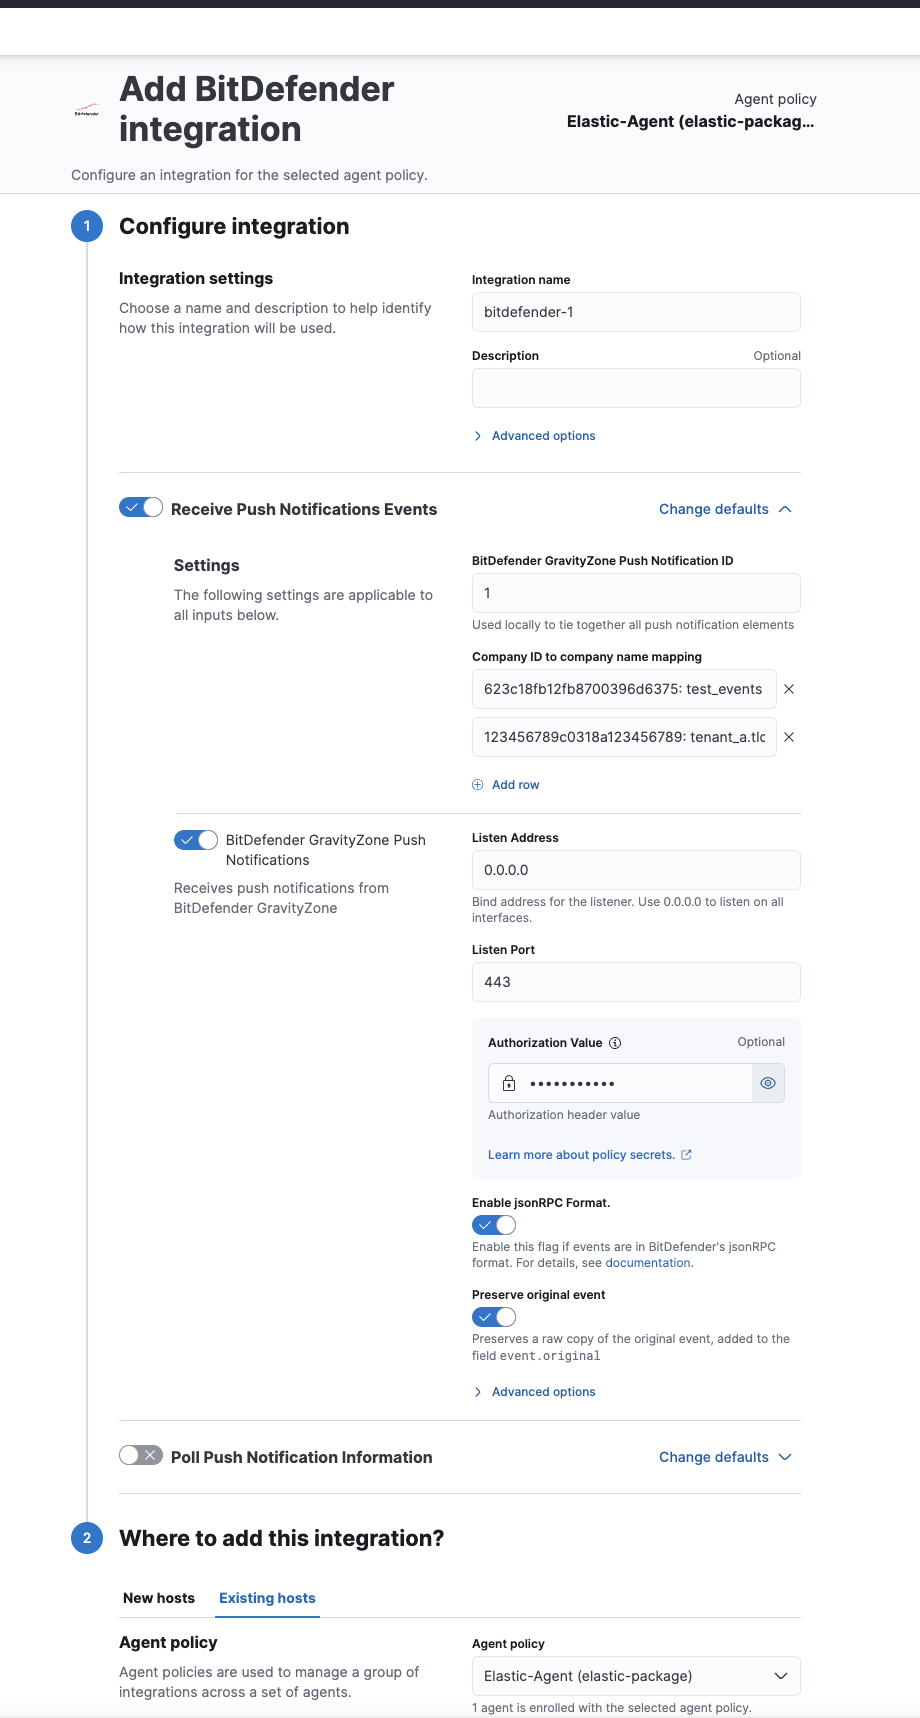 Add BitDefender
integration
Bitdefender
Agent policy
Elastic-Agent (elastic-packag...
Configure an integration for the selected agent policy.
1
Configure integration
Integration settings
Choose a name and description to help identify
how this integration will be used.
Integration name
bitdefender-1
Description
Optional
Advanced options
Receive Push Notifications Events
Change defaults
Settings
The following settings are applicable to
all inputs below.
BitDefender GravityZone Push Notification ID
1
Used locally to tie together all push notification elements
Company ID to company name mapping
623c18fb12fb8700396d6375: test_events
123456789c0318a123456789: tenant_a.tlc
Add row
BitDefender GravityZone Push
Notifications
Receives push notifications from
BitDefender GravityZone
Listen Address
0.0.0.0
Bind address for the listener. Use 0.0.0.0 to listen on all
interfaces.
Listen Port
443
Authorization Value
Optional
•••••••••••
Authorization header value
Learn more about policy secrets.
Enable jsonRPC Format.
Enable this flag if events are in BitDefender's jsonRPC
format. For details, see documentation.
Preserve original event
Preserves a raw copy of the original event, added to the
field event.original
Advanced options
Poll Push Notification Information
Change defaults
2
Where to add this integration?
New hosts
Existing hosts
Agent policy
Agent policies are used to manage a group of
integrations across a set of agents.
Agent policy
Elastic-Agent (elastic-package)
1 agent is enrolled with the selected agent policy.